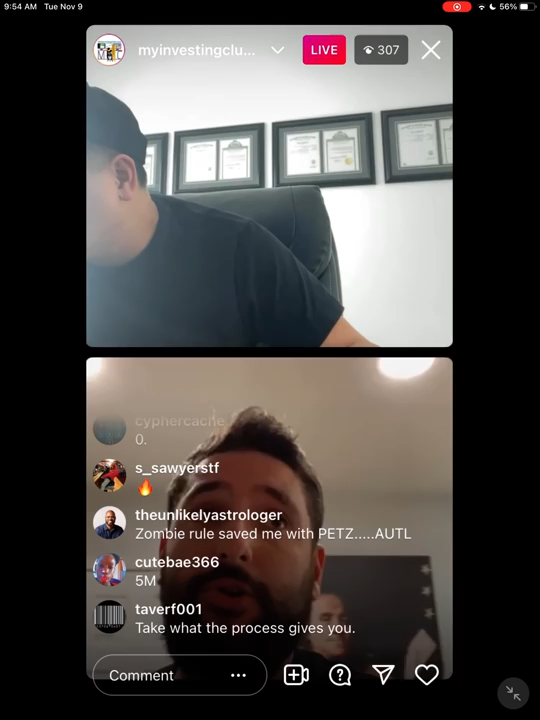 9:54 AM Tue Nov 9
56%
myinvestingclu...
LIVE
307
cyphercache
0.
s_sawyerstf
🔥
theunlikelyastrologer
Zombie rule saved me with PETZ.....AUTL
cutebae366
5M
taverf001
Take what the process gives you.
Comment